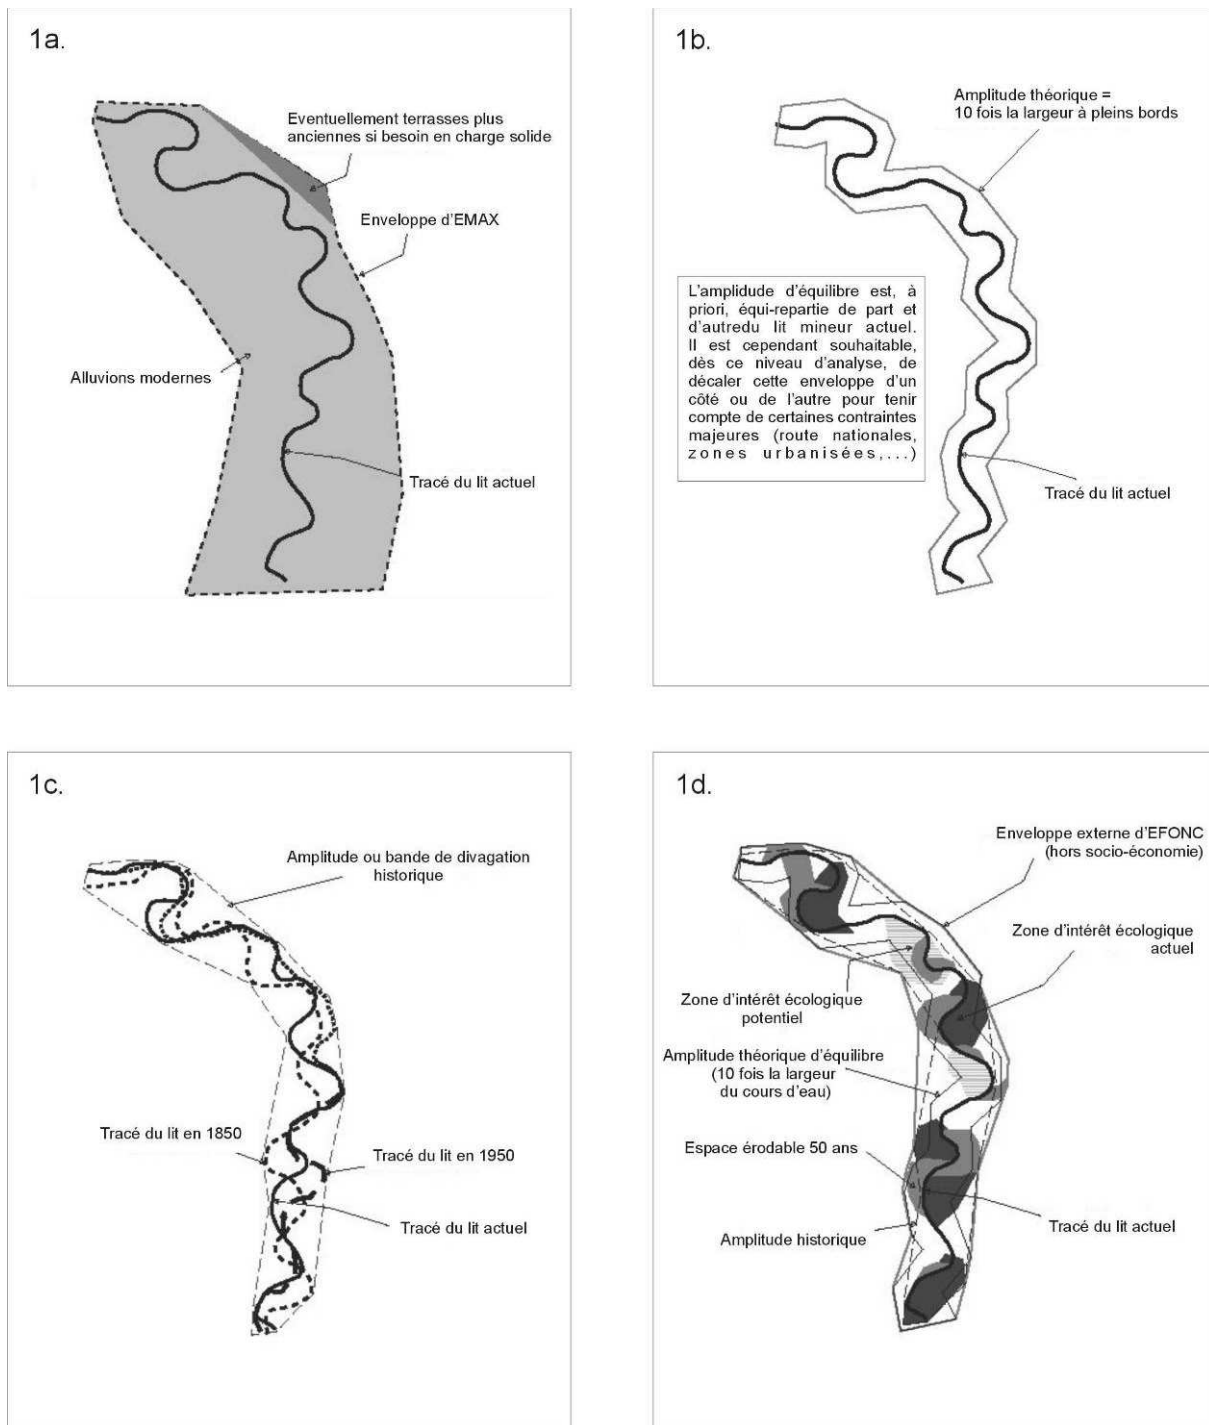 1a.
Eventuellement terrasses plus
anciennes si besoin en charge solide
Enveloppe d'EMAX
Alluvions modernes
Tracé du lit actuel
1b.
Amplitude théorique =
10 fois la largeur à pleins bords
L'amplidude d'équilibre est, à
priori, équi-repartie de part et
d'autredu lit mineur actuel.
Il est cependant souhaitable,
dès ce niveau d'analyse, de
décaler cette enveloppe d'un
côté ou de l'autre pour tenir
compte de certaines contraintes
majeures (route nationales,
zones urbanisées,...)
Tracé du lit actuel
1c.
Amplitude ou bande de divagation
historique
Tracé du lit en 1850
Tracé du lit en 1950
Tracé du lit actuel
1d.
Enveloppe externe d'EFONC
(hors socio-économie)
Zone d'intérêt écologique
actuel
Zone d'intérêt écologique
potentiel
Amplitude théorique d'équilibre
(10 fois la largeur
du cours d'eau)
Espace érodable 50 ans
Tracé du lit actuel
Amplitude historique